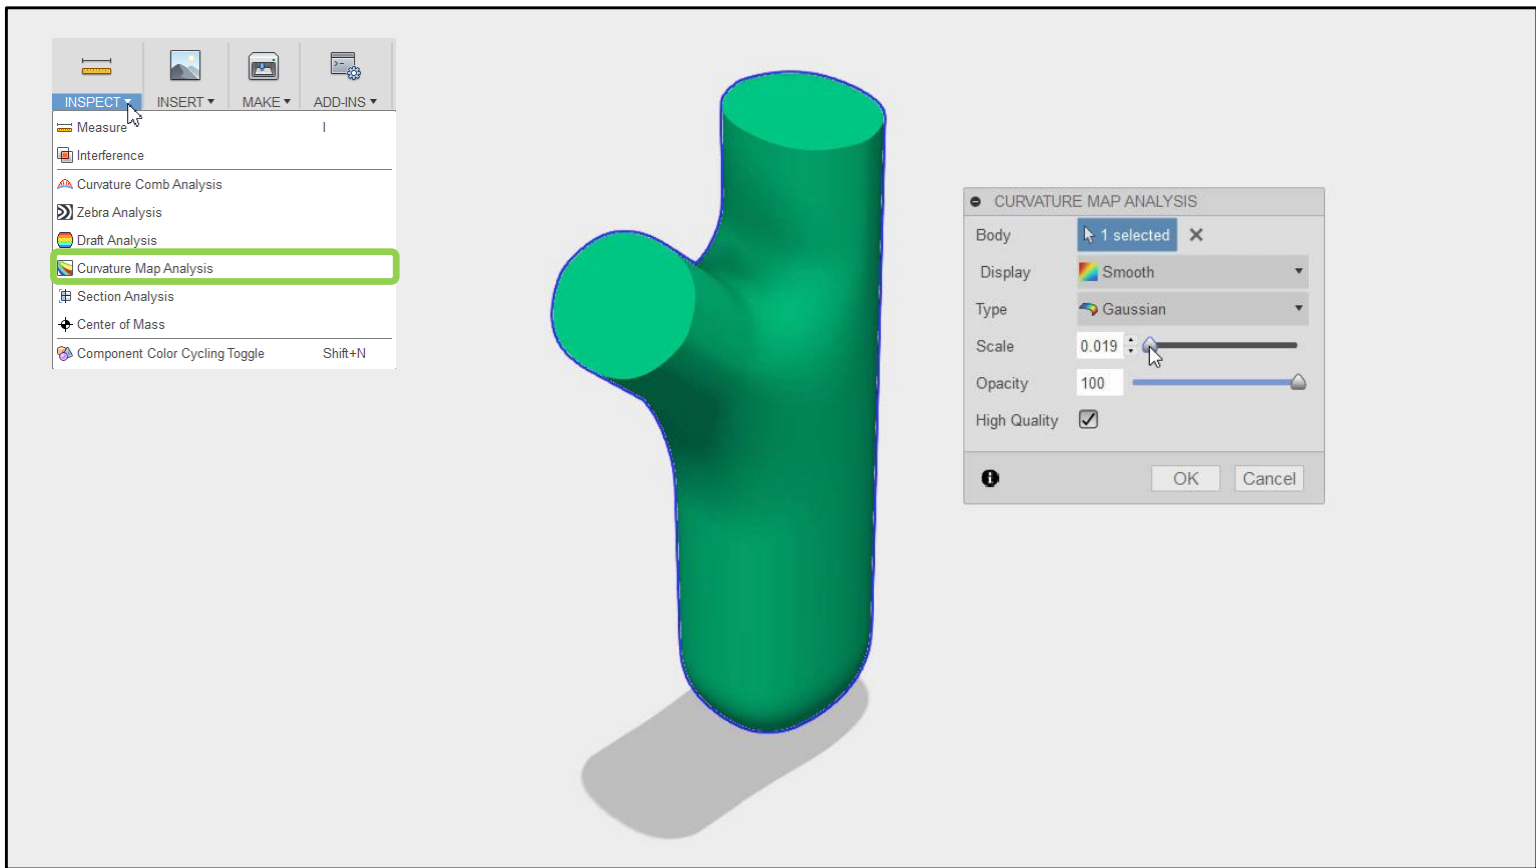 INSPECT INSERT MAKE ADD-INS
Measure I
Interference
Curvature Comb Analysis
Zebra Analysis
Draft Analysis
Curvature Map Analysis
Section Analysis
Center of Mass
Component Color Cycling Toggle Shift+N
CURVATURE MAP ANALYSIS
Body 1 selected
Display Smooth
Type Gaussian
Scale 0.019
Opacity 100
High Quality
OK Cancel